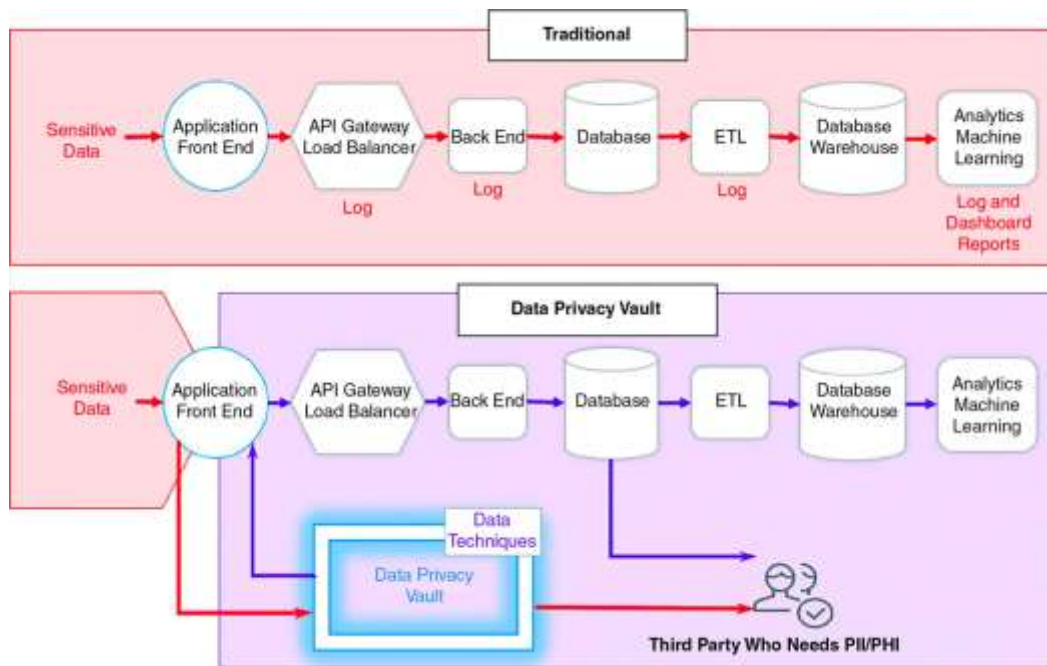 Traditional
Sensitive
Data
Application
Front End
API Gateway
Load Balancer
Log
Back End
Log
Database
ETL
Log
Database
Warehouse
Analytics
Machine
Learning
Log and
Dashboard
Reports
Data Privacy Vault
Sensitive
Data
Application
Front End
API Gateway
Load Balancer
Back End
Database
ETL
Database
Warehouse
Analytics
Machine
Learning
Data
Techniques
Data Privacy
Vault
Third Party Who Needs PII/PHI